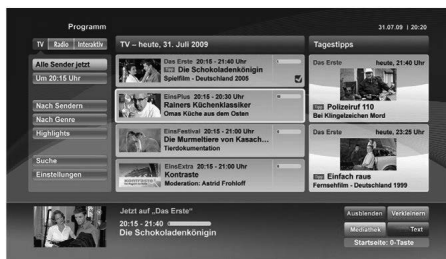 Programm
31.07.09 | 20:20
TV Radio Interaktiv
TV – heute, 31. Juli 2009
Tagestipps
Alle Sender jetzt
Um 20:15 Uhr
Nach Sendern
Nach Genre
Highlights
Suche
Einstellungen
Das Erste 20:15 - 21:40 Uhr
Die Schokoladenkönigin
Spielfilm - Deutschland 2005
EinsPlus 20:15 - 20:30 Uhr
Rainers Küchenklassiker
Omas Küche aus dem Osten
EinsFestival 20:15 - 21:00 Uhr
Die Murmeltiere von Kasach...
Tierdokumentation
EinsExtra 20:15 - 21:00 Uhr
Kontraste
Moderation: Astrid Frohloff
Das Erste heute, 21:40 Uhr
Polizeiruf 110
Bei Klingelzeichen Mord
Das Erste heute, 23:25 Uhr
Einfach raus
Fernsehfilm - Deutschland 1999
Jetzt auf „Das Erste“
20:15 - 21:40
Die Schokoladenkönigin
Ausblenden Verkleinern
Mediathek Text
Startseite: 0-Taste